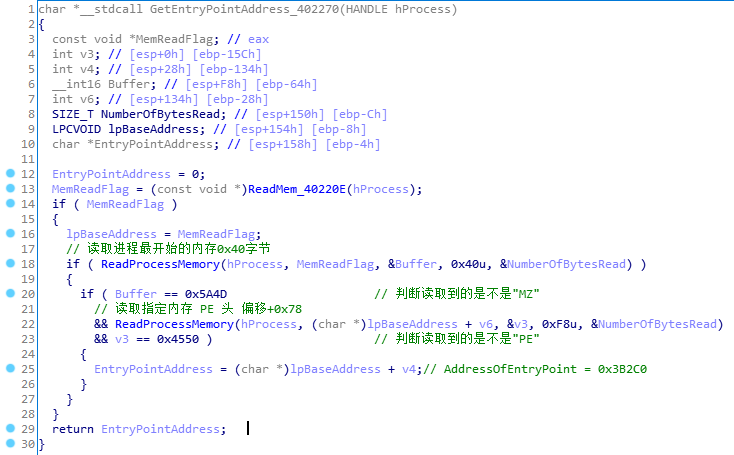 1 char *__stdcall GetEntryPointAddress_402270(HANDLE hProcess)
2 {
3 const void *MemReadFlag; // eax
4 int v3; // [esp+0h] [ebp-15Ch]
5 int v4; // [esp+28h] [ebp-134h]
6 __int16 Buffer; // [esp+F8h] [ebp-64h]
7 int v6; // [esp+134h] [ebp-28h]
8 SIZE_T NumberOfBytesRead; // [esp+150h] [ebp-Ch]
9 LPCVOID lpBaseAddress; // [esp+154h] [ebp-8h]
10 char *EntryPointAddress; // [esp+158h] [ebp-4h]
11
12 EntryPointAddress = 0;
13 MemReadFlag = (const void *)ReadMem_40220E(hProcess);
14 if ( MemReadFlag )
15 {
16 lpBaseAddress = MemReadFlag;
17 // 读取进程最开始的内存0x40字节
18 if ( ReadProcessMemory(hProcess, MemReadFlag, &Buffer, 0x40u, &NumberOfBytesRead) )
19 {
20 if ( Buffer == 0x5A4D // 判断读取到的是不是"MZ"
21 // 读取指定内存 PE 头 偏移+0x78
22 && ReadProcessMemory(hProcess, (char *)lpBaseAddress + v6, &v3, 0xF8u, &NumberOfBytesRead)
23 && v3 == 0x4550 ) // 判断读取到的是不是"PE"
24 {
25 EntryPointAddress = (char *)lpBaseAddress + v4;// AddressOfEntryPoint = 0x3B2C0
26 }
27 }
28 }
29 return EntryPointAddress;
30 }